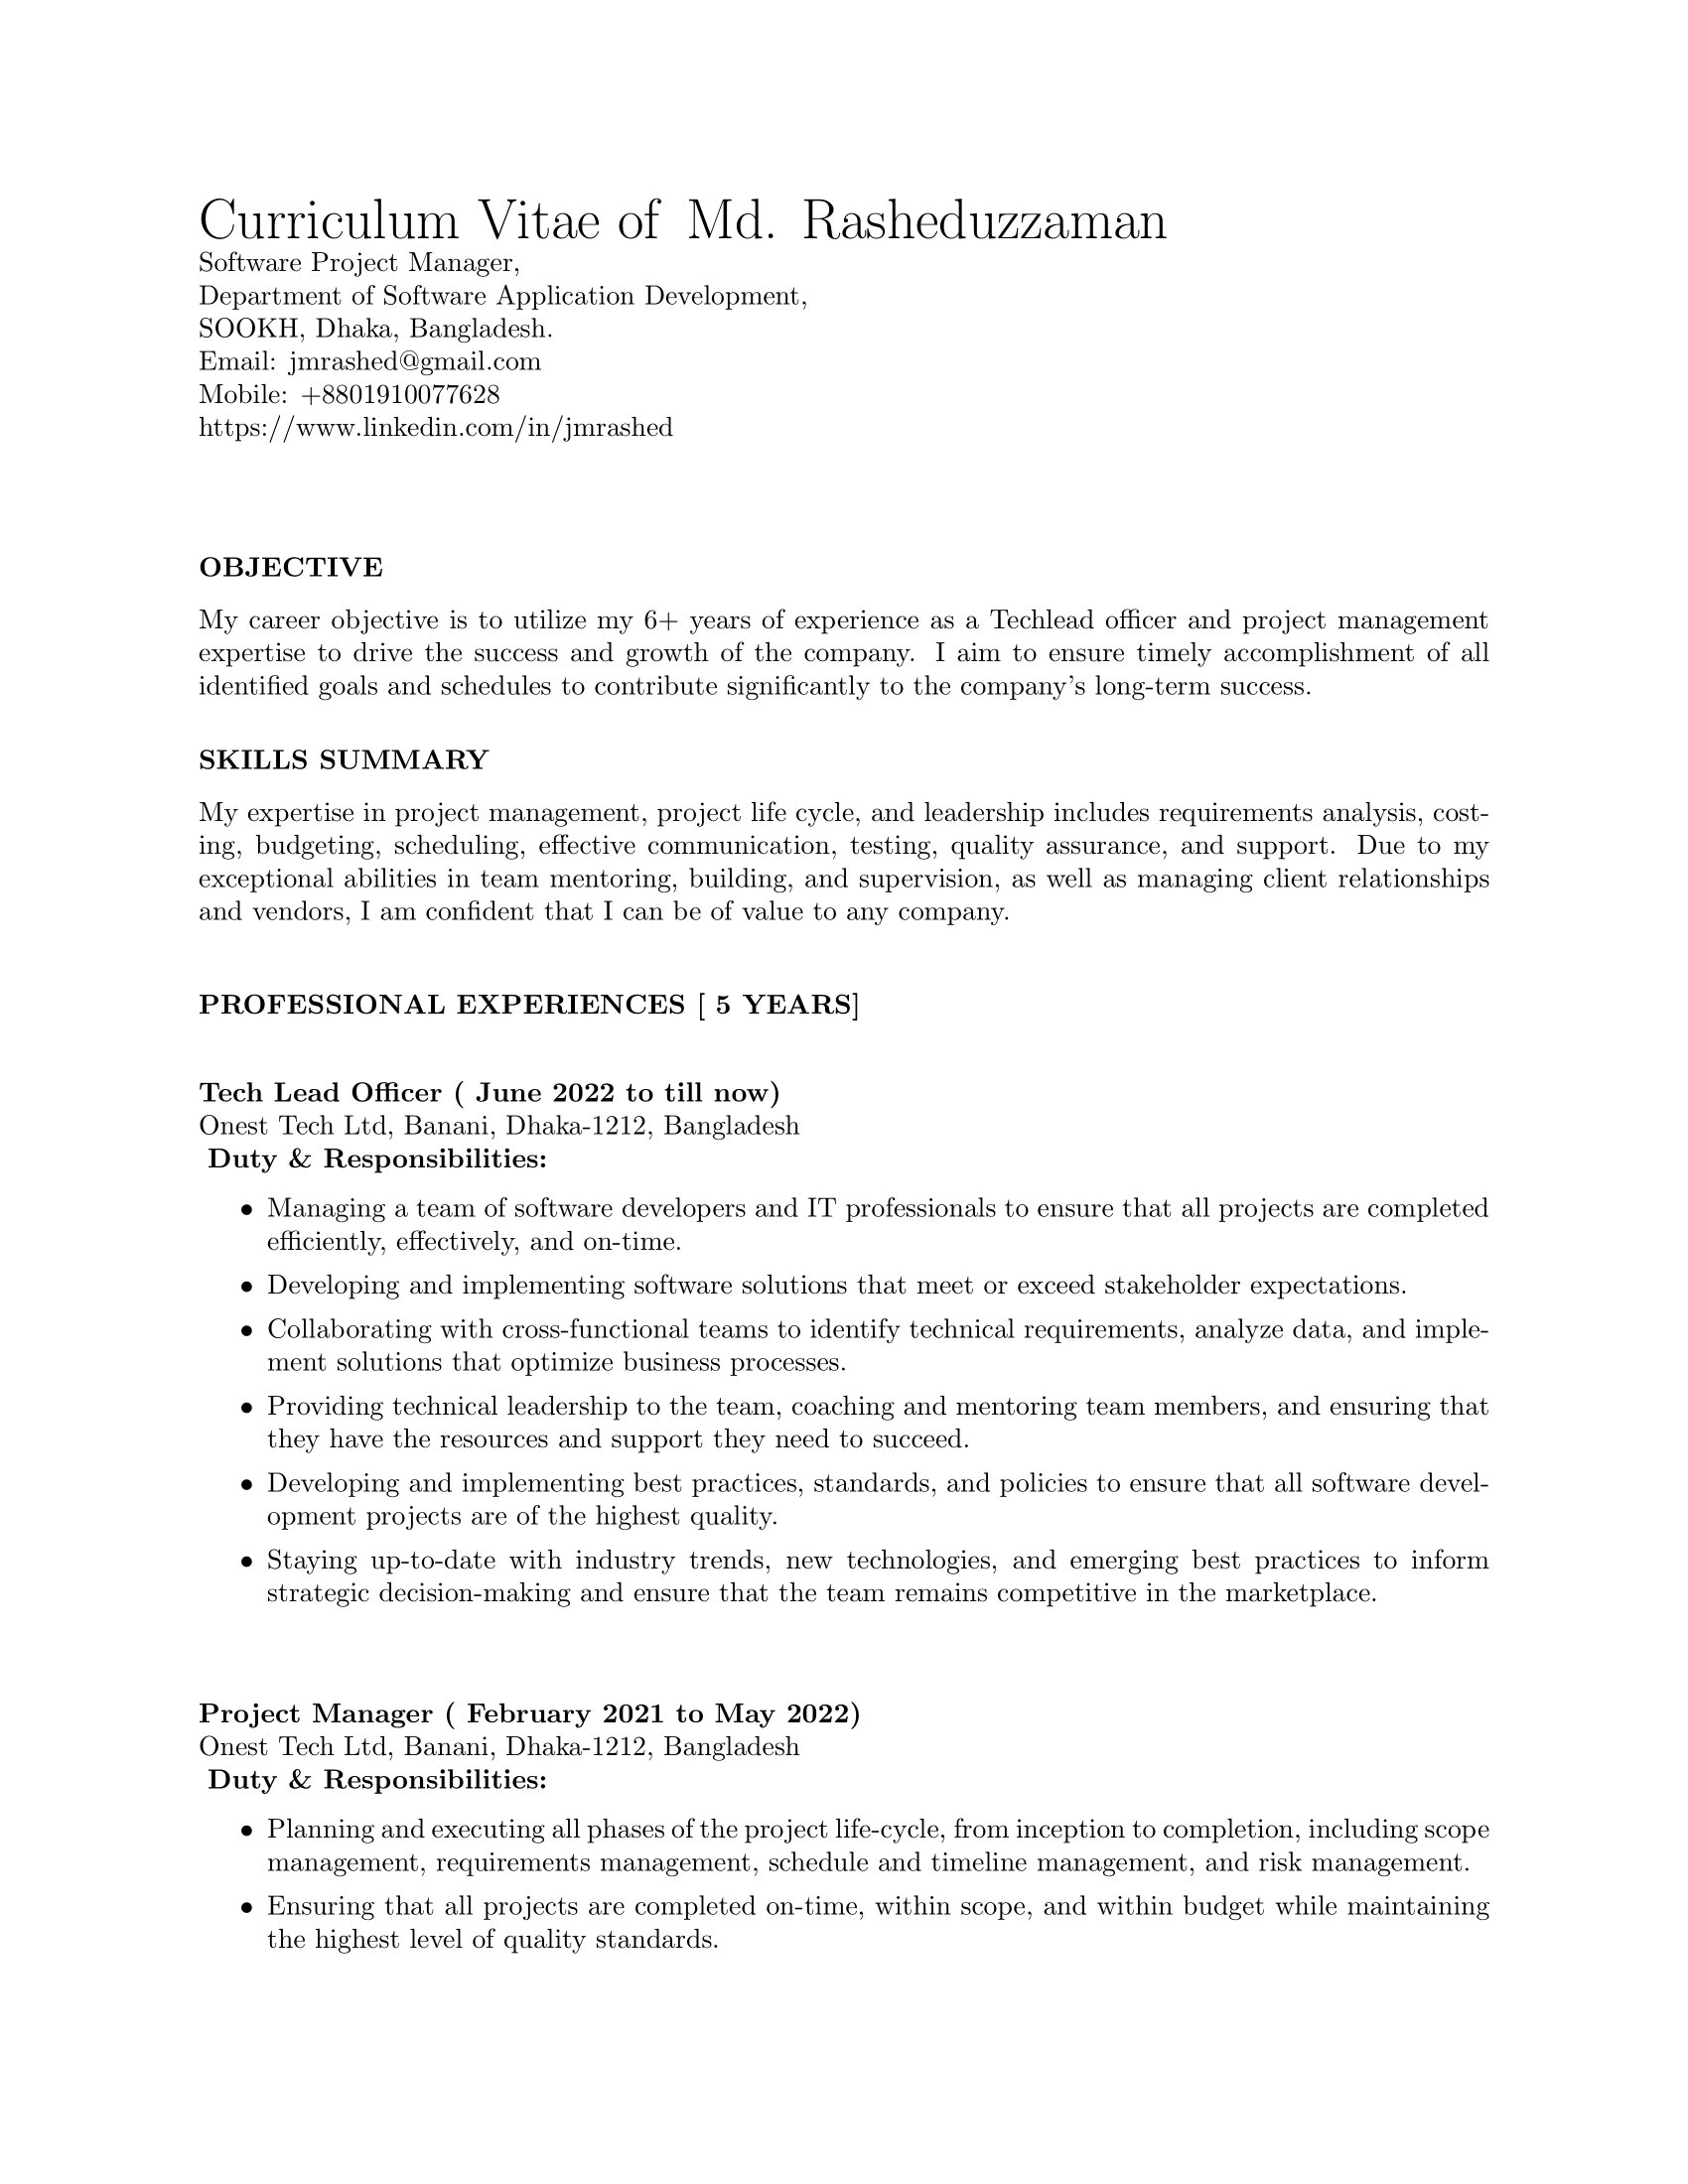 Curriculum Vitae of Md. Rasheduzzaman
Software Project Manager,
Department of Software Application Development,
SOOKH, Dhaka, Bangladesh.
Email: jmrashed@gmail.com
Mobile: +8801910077628
https://www.linkedin.com/in/jmrashed
OBJECTIVE
My career objective is to utilize my 6+ years of experience as a Techlead officer and project management
expertise to drive the success and growth of the company. I aim to ensure timely accomplishment of all
identified goals and schedules to contribute significantly to the company's long-term success.
SKILLS SUMMARY
My expertise in project management, project life cycle, and leadership includes requirements analysis, cost-
ing, budgeting, scheduling, effective communication, testing, quality assurance, and support. Due to my
exceptional abilities in team mentoring, building, and supervision, as well as managing client relationships
and vendors, I am confident that I can be of value to any company.
PROFESSIONAL EXPERIENCES [ 5 YEARS]
Tech Lead Officer ( June 2022 to till now)
Onest Tech Ltd, Banani, Dhaka-1212, Bangladesh
Duty & Responsibilities:
• Managing a team of software developers and IT professionals to ensure that all projects are completed
efficiently, effectively, and on-time.
• Developing and implementing software solutions that meet or exceed stakeholder expectations.
• Collaborating with cross-functional teams to identify technical requirements, analyze data, and imple-
ment solutions that optimize business processes.
• Providing technical leadership to the team, coaching and mentoring team members, and ensuring that
they have the resources and support they need to succeed.
• Developing and implementing best practices, standards, and policies to ensure that all software devel-
opment projects are of the highest quality.
• Staying up-to-date with industry trends, new technologies, and emerging best practices to inform
strategic decision-making and ensure that the team remains competitive in the marketplace.
Project Manager ( February 2021 to May 2022)
Onest Tech Ltd, Banani, Dhaka-1212, Bangladesh
Duty & Responsibilities:
• Planning and executing all phases of the project life-cycle, from inception to completion, including scope
management, requirements management, schedule and timeline management, and risk management.
• Ensuring that all projects are completed on-time, within scope, and within budget while maintaining
the highest level of quality standards.